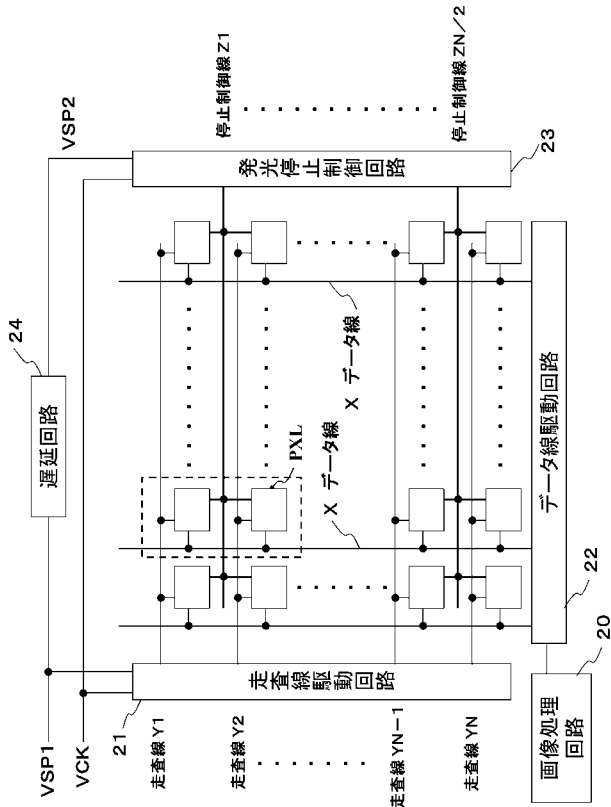 VSP1
VCK
24
遅延回路
VSP2
21
走査線駆動回路
走査線 Y1
走査線 Y2
走査線 YN−1
走査線 YN
PXL
X データ線
X データ線
発光停止制御回路
23
停止制御線 Z1
停止制御線 ZN/2
データ線駆動回路
22
画像処理
回路
20